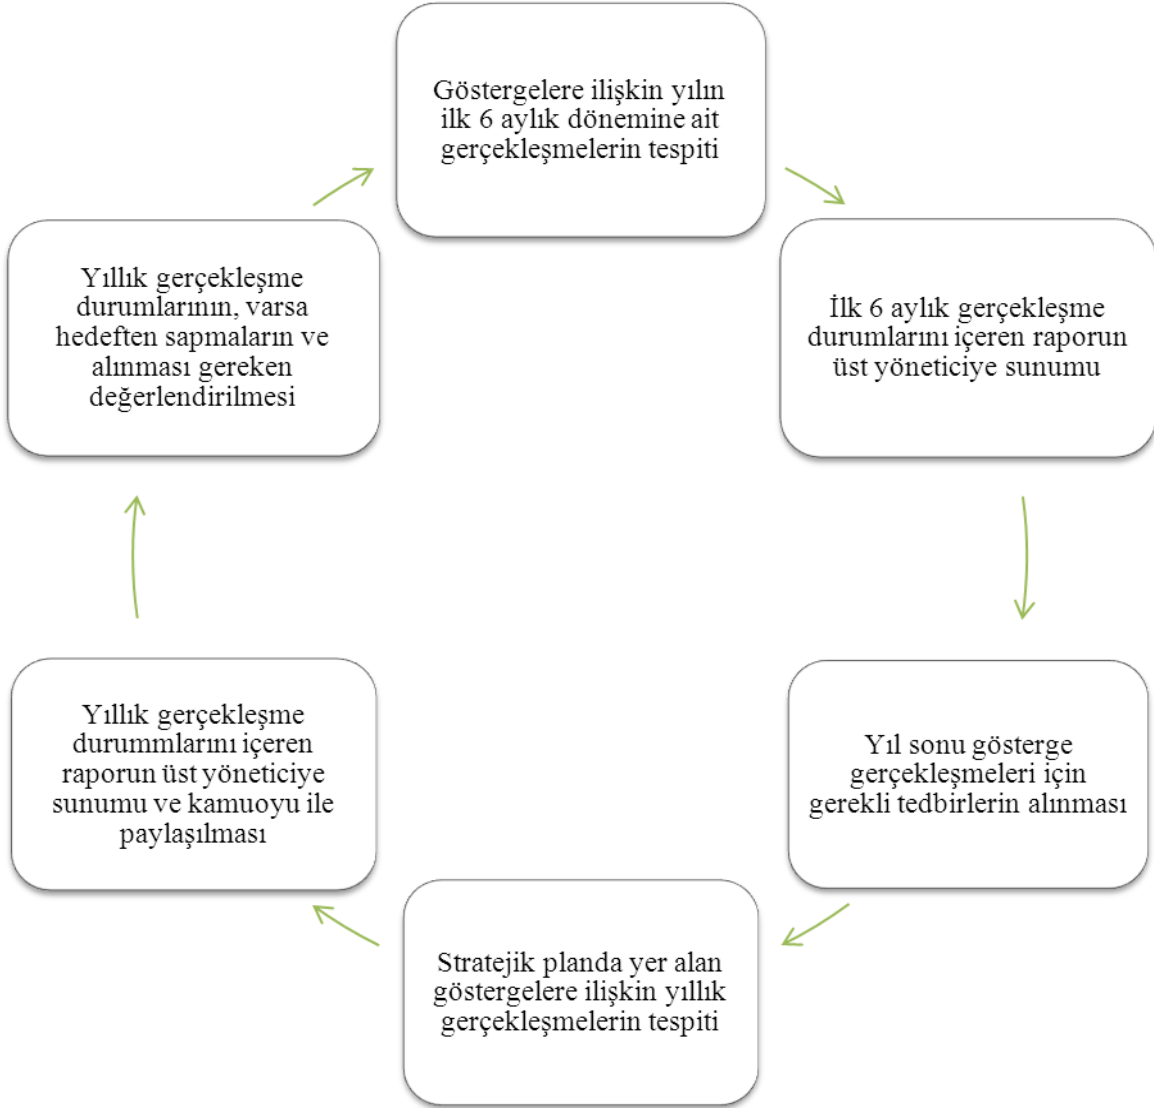 Göstergelere ilişkin yılın
ilk 6 aylık dönemine ait
gerçekleşmelerin tespiti
İlk 6 aylık gerçekleşme
durumlarını içeren raporun
üst yöneticiye sunumu
Yıl sonu gösterge
gerçekleşmeleri için
gerekli tedbirlerin alınması
Stratejik planda yer alan
göstergelere ilişkin yıllık
gerçekleşmelerin tespiti
Yıllık gerçekleşme
durummlarını içeren
raporun üst yöneticiye
sunumu ve kamuoyu ile
paylaşılması
Yıllık gerçekleşme
durumlarının, varsa
hedeften sapmaların ve
alınması gereken
değerlendirilmesi